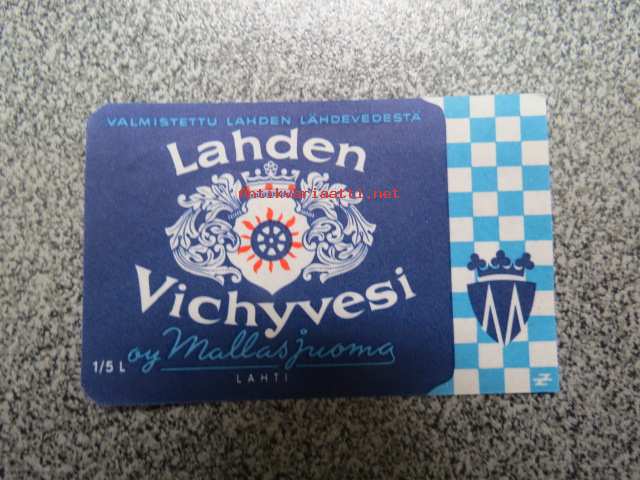 VALMISTETTU LAHDEN LÄHDEVEDESTÄ
Lahden
antikvariaatti.net
Vichyvesi
oy Mallasjuoma
1/5 L
LAHTI
M